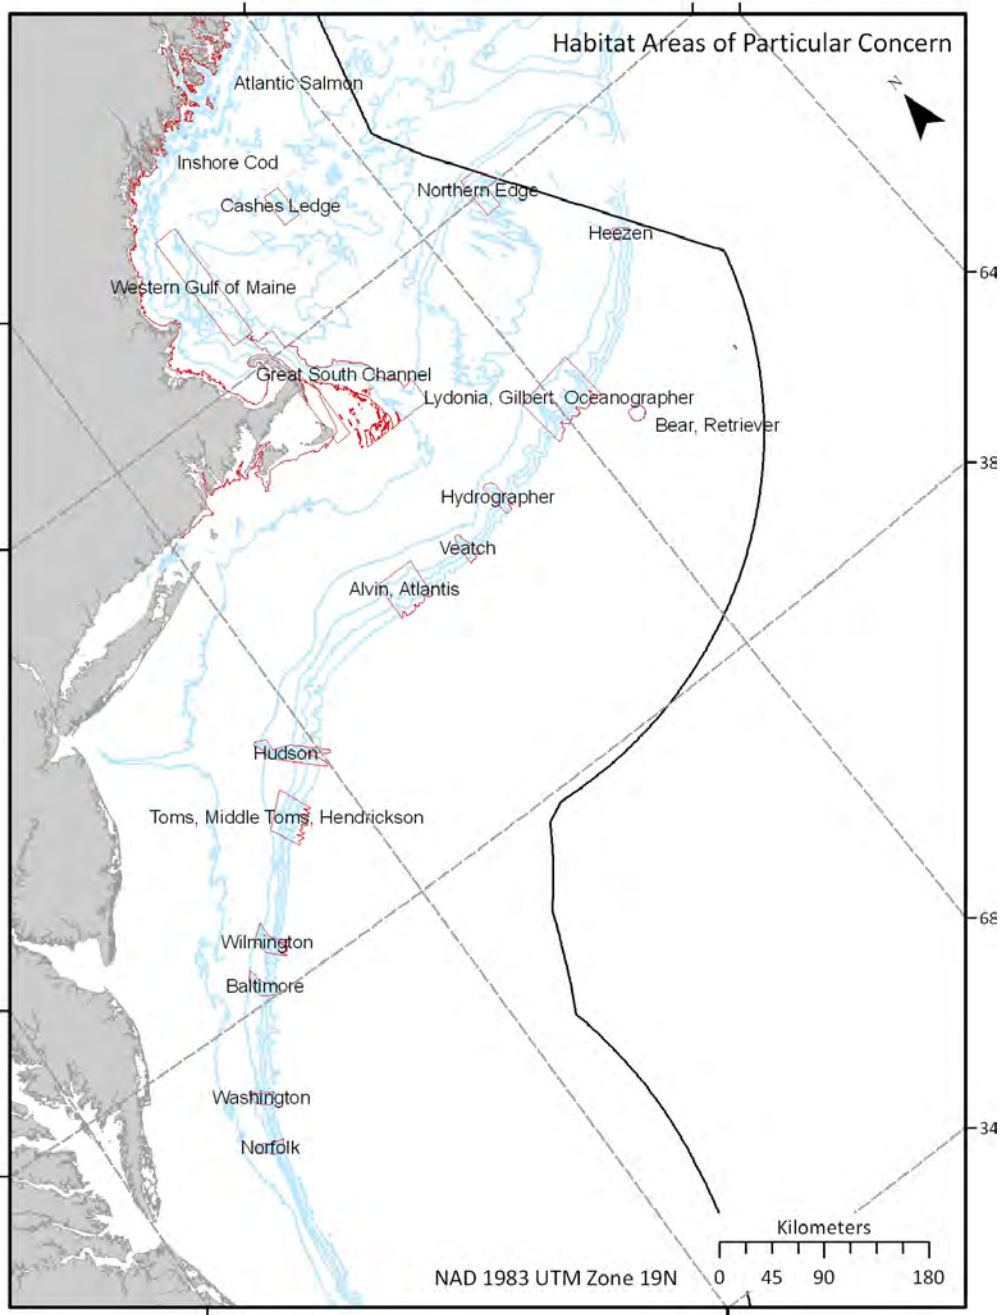 Habitat Areas of Particular Concern
N
Atlantic Salmon
Inshore Cod
Northern Edge
Cashes Ledge
Heezen
64
Western Gulf of Maine
Great South Channel
Lydonia, Gilbert, Oceanographer
Bear, Retriever
38
Hydrographer
Veatch
Alvin, Atlantis
Hudson
Toms, Middle Toms, Hendrickson
68
Wilmington
Baltimore
Washington
34
Norfolk
Kilometers
NAD 1983 UTM Zone 19N
0 45 90 180